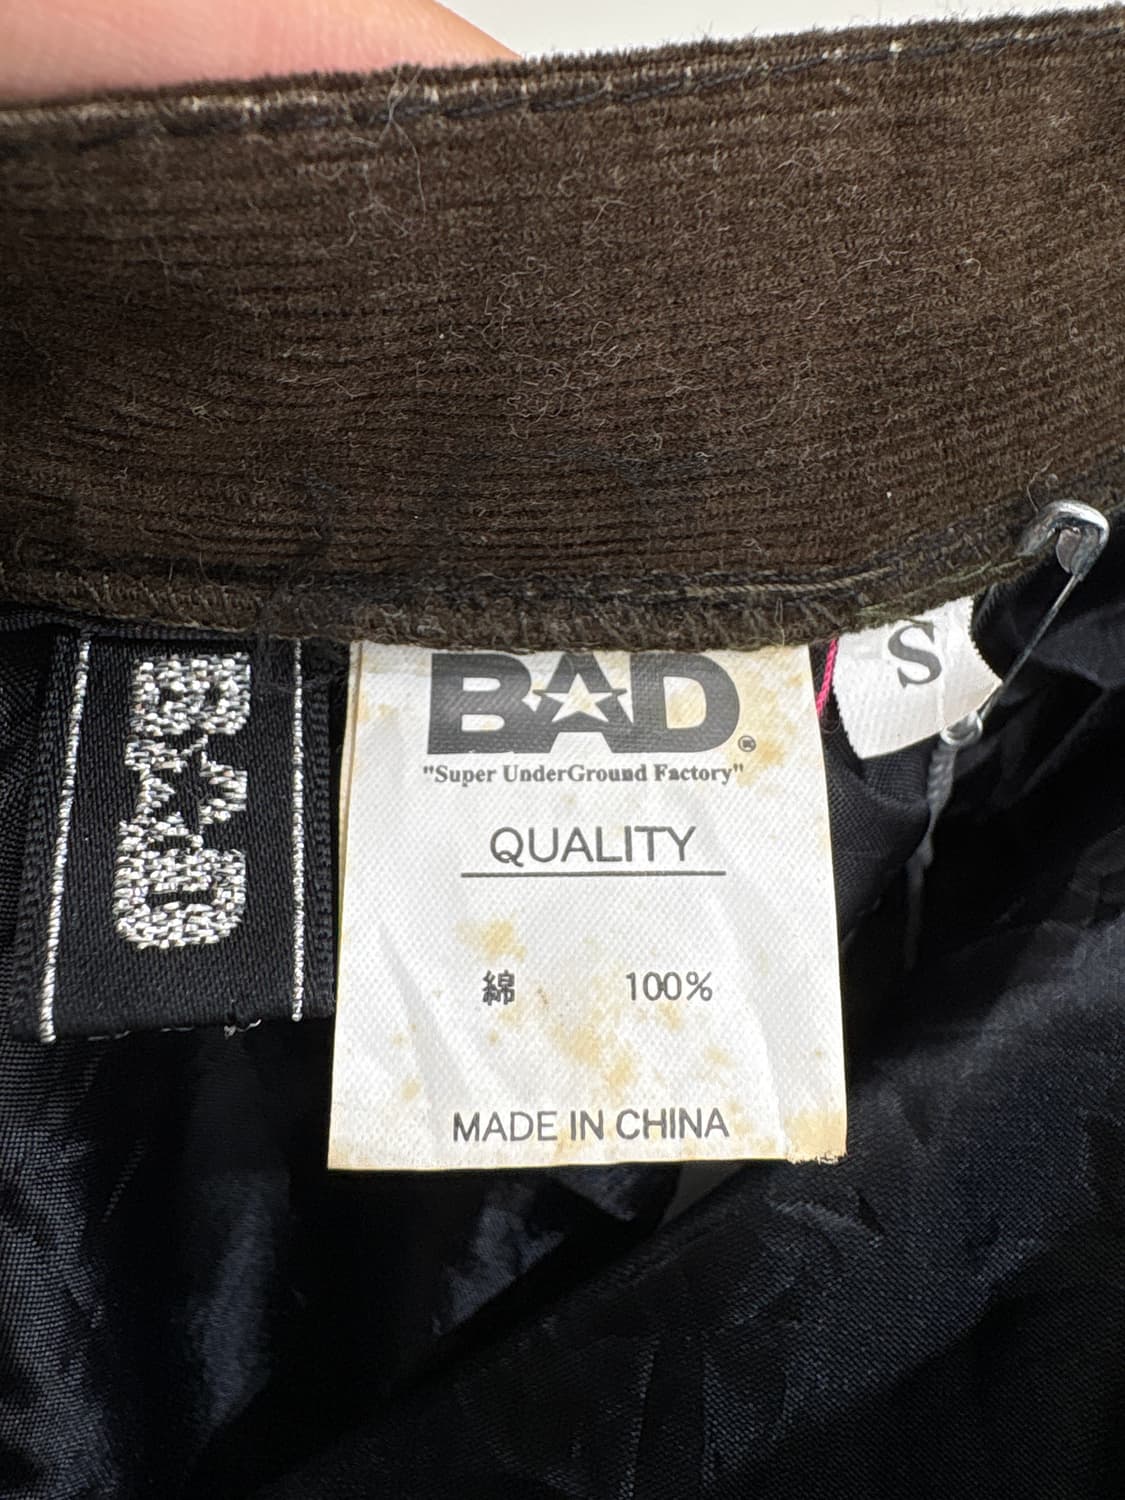 BAD
BAD®
"Super UnderGround Factory"
QUALITY
綿 100%
MADE IN CHINA
S